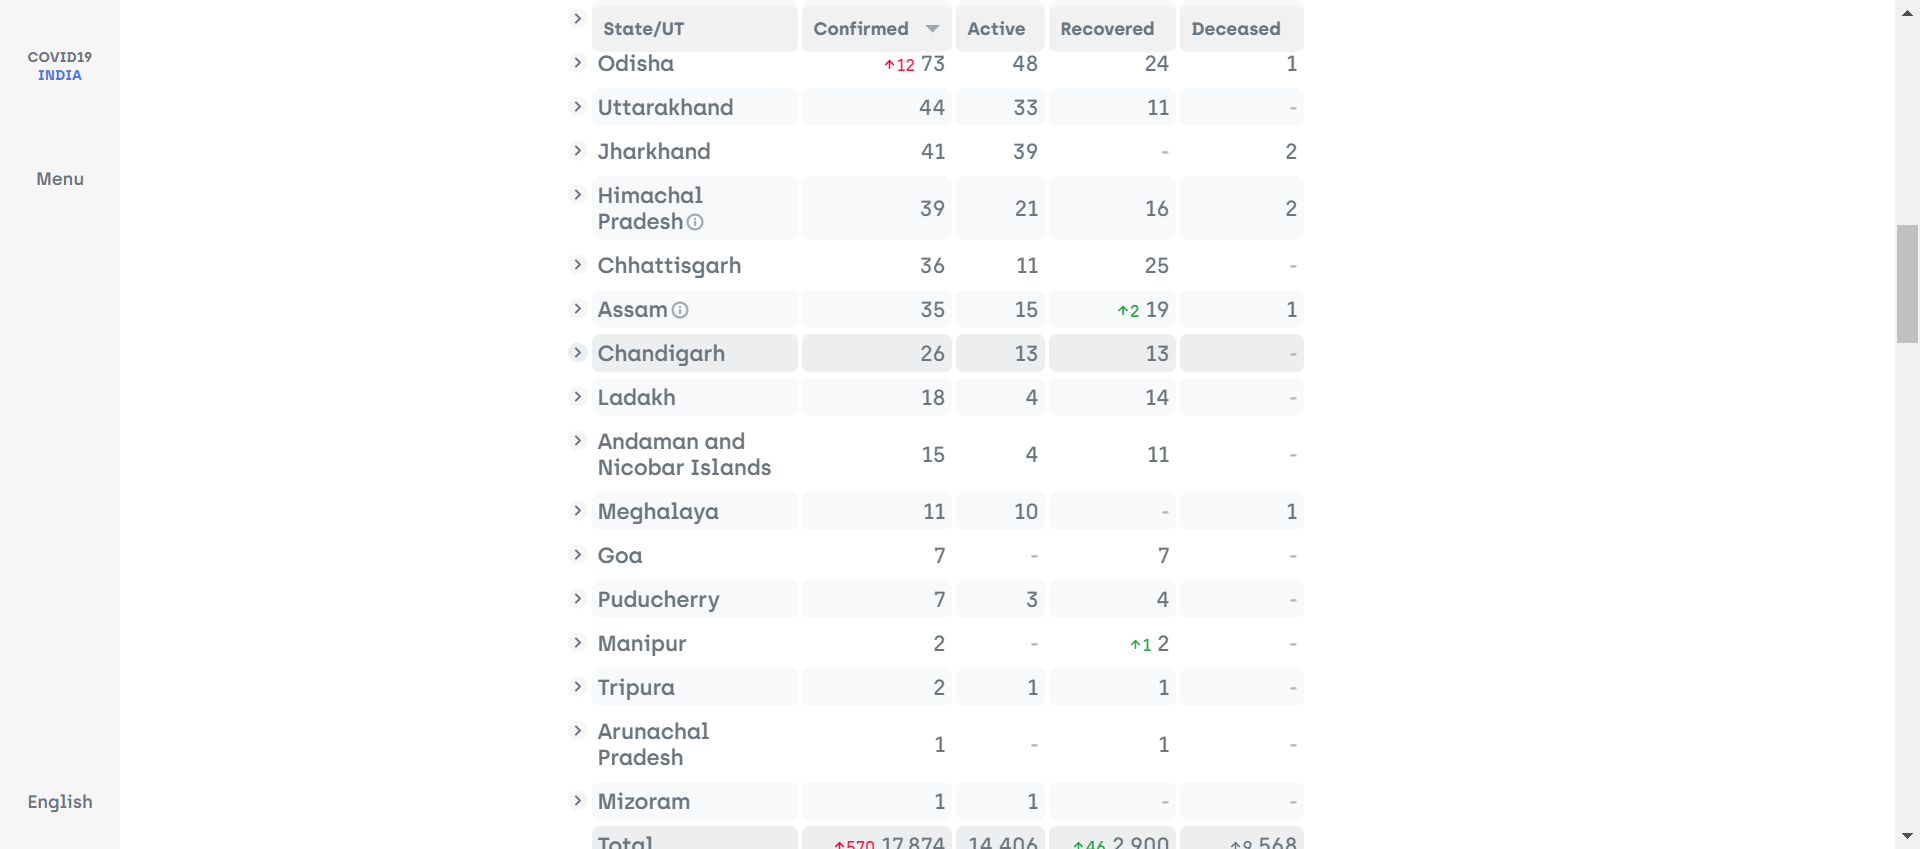 COVID19
INDIA
Menu
English
State/UT Confirmed Active Recovered Deceased
Odisha ↑12 73 48 24 1
Uttarakhand 44 33 11 -
Jharkhand 41 39 - 2
Himachal
Pradesh 39 21 16 2
Chhattisgarh 36 11 25 -
Assam 35 15 ↑2 19 1
Chandigarh 26 13 13 -
Ladakh 18 4 14 -
Andaman and
Nicobar Islands 15 4 11 -
Meghalaya 11 10 - 1
Goa 7 - 7 -
Puducherry 7 3 4 -
Manipur 2 - ↑1 2 -
Tripura 2 1 1 -
Arunachal
Pradesh 1 - 1 -
Mizoram 1 1 - -
Total ↑570 17,874 14,406 ↑46 2,900 ↑9 568